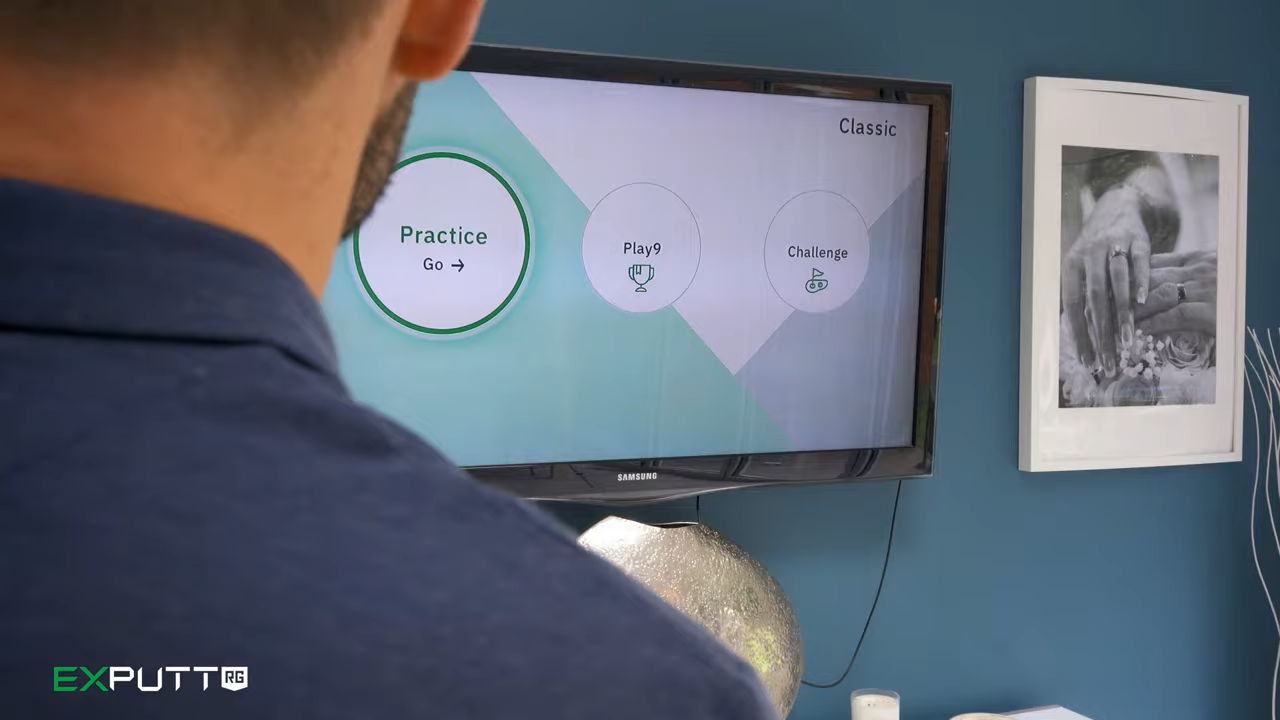 Classic
Practice
Go →
Play9
Challenge
SAMSUNG
EXPUTT RG